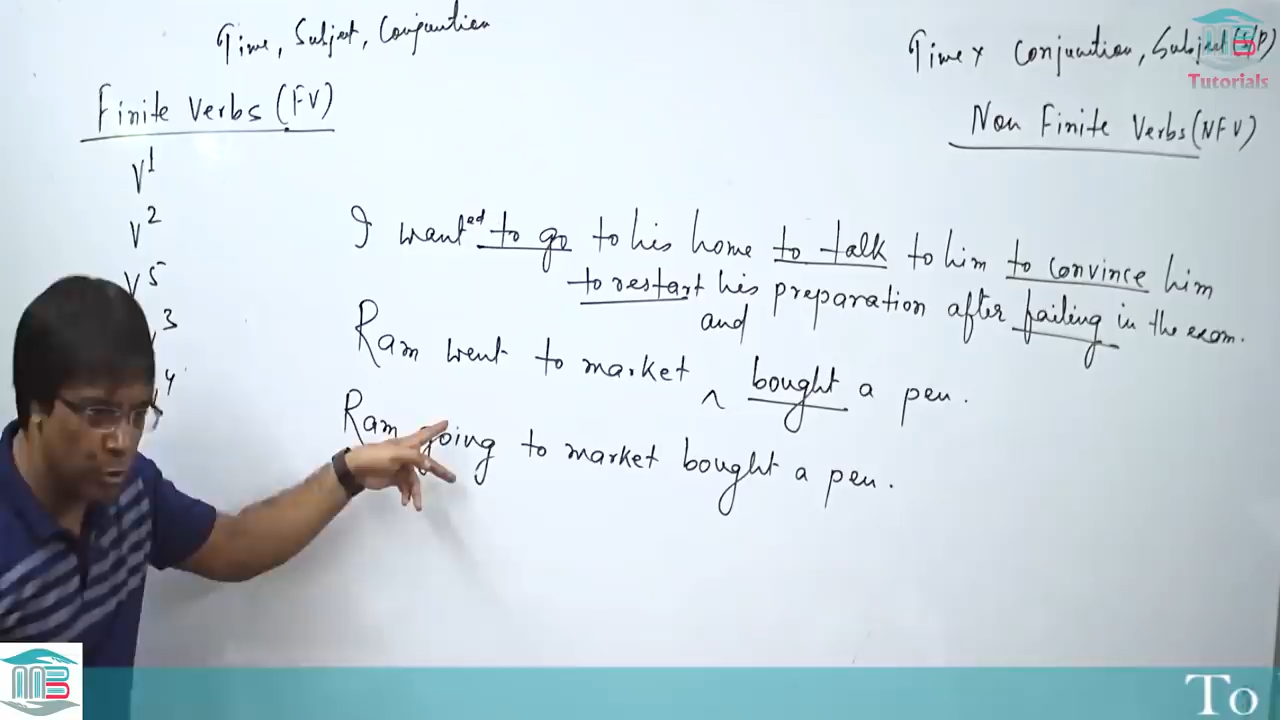 Time, Subject, Conjunction
Time x Conjunction, Subject (S/P)
Tutorials
Finite Verbs (FV)
Non Finite Verbs (NFV)
V1
V2
V5
3
4
I wanted to go to his home to talk to him to convince him
to restart his preparation after failing in the exam.
and
Ram went to market ^ bought a pen.
Ram going to market bought a pen.
MB
To